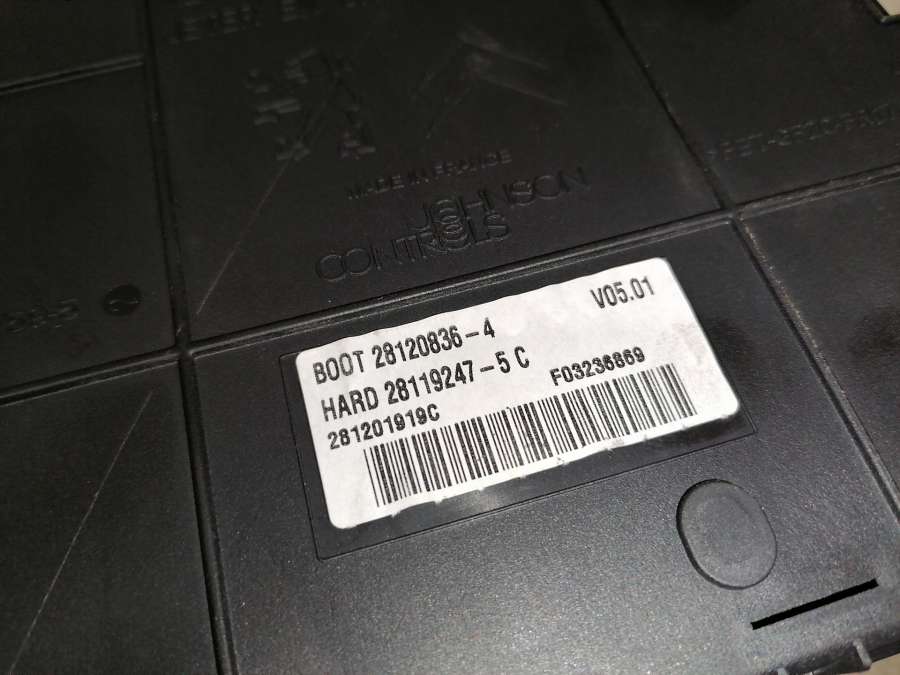 MADE IN FRANCE
JOHNSON
CONTROLS
BOOT 28120836-4
V05.01
HARD 28119247-5 C
281201919C
F03236869